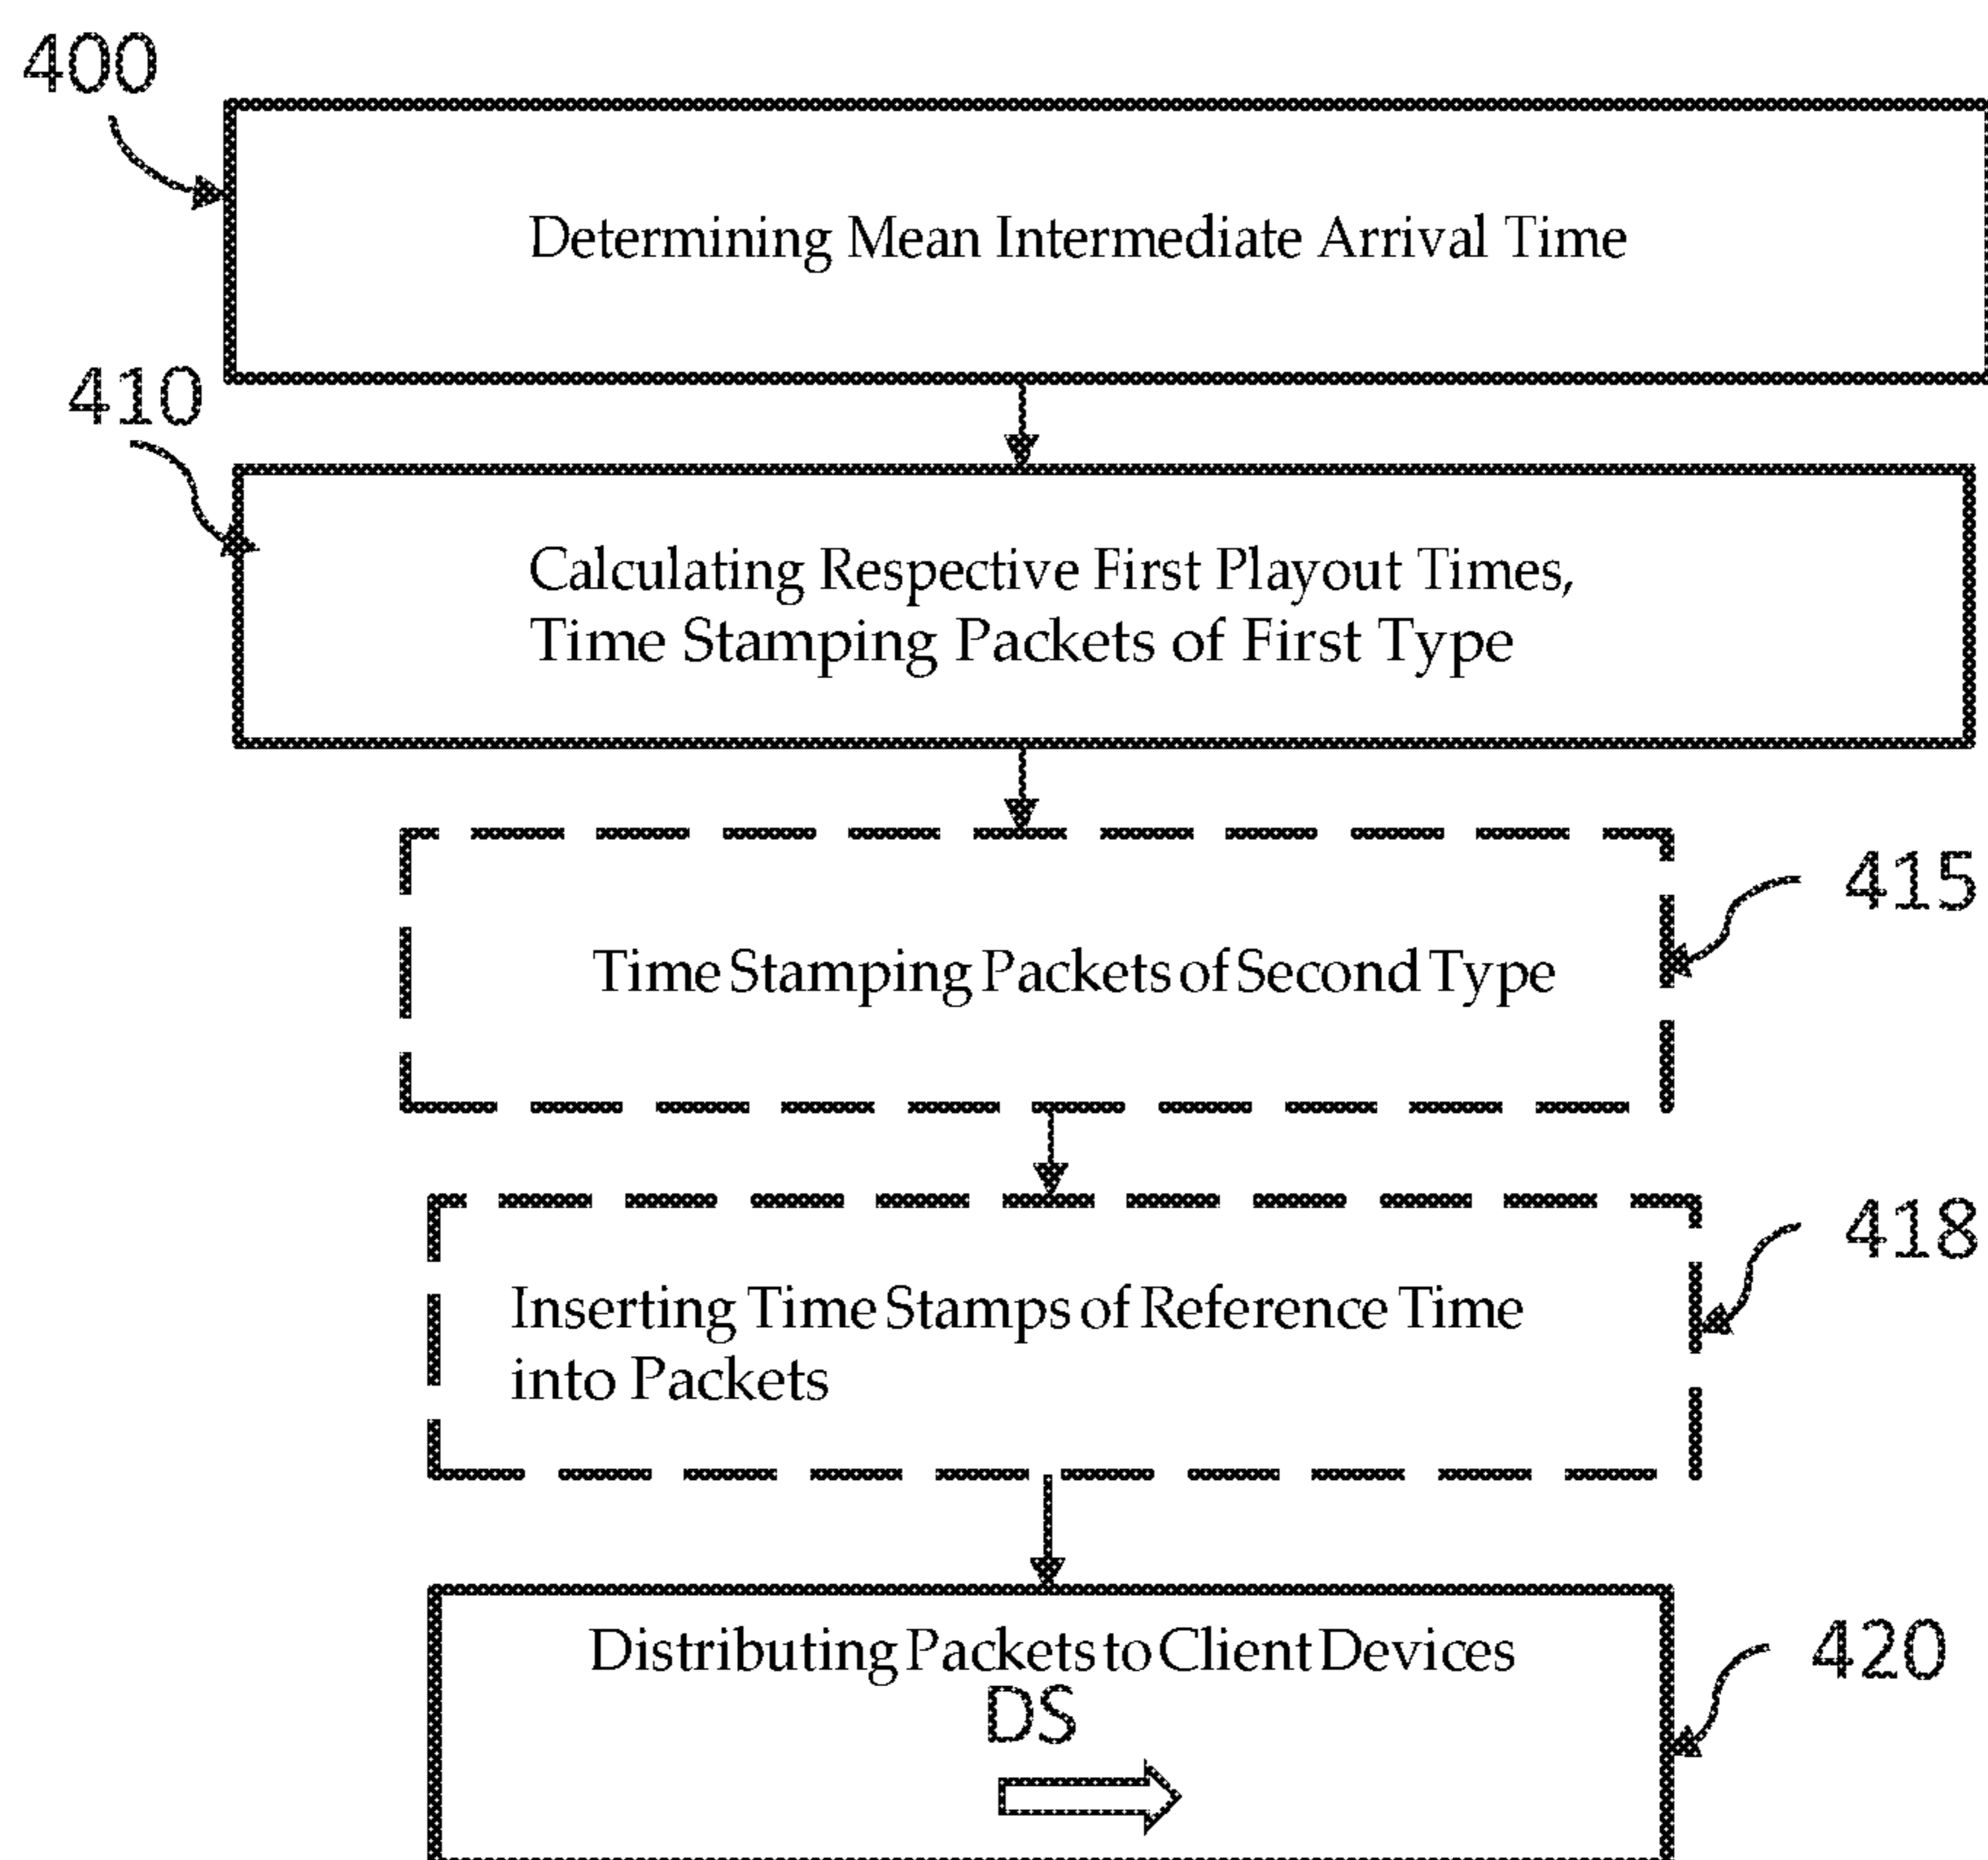 400
Determining Mean Intermediate Arrival Time
410
Calculating Respective First Playout Times,
Time Stamping Packets of First Type
Time Stamping Packets of Second Type
415
Inserting Time Stamps of Reference Time
into Packets
418
Distributing Packets to Client Devices
DS
420